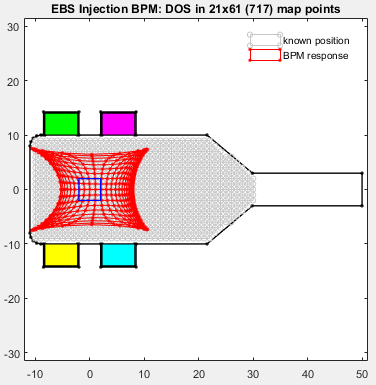 EBS Injection BPM: DOS in 21x61 (717) map points
known position
BPM response
30
20
10
0
-10
-20
-30
-10 0 10 20 30 40 50